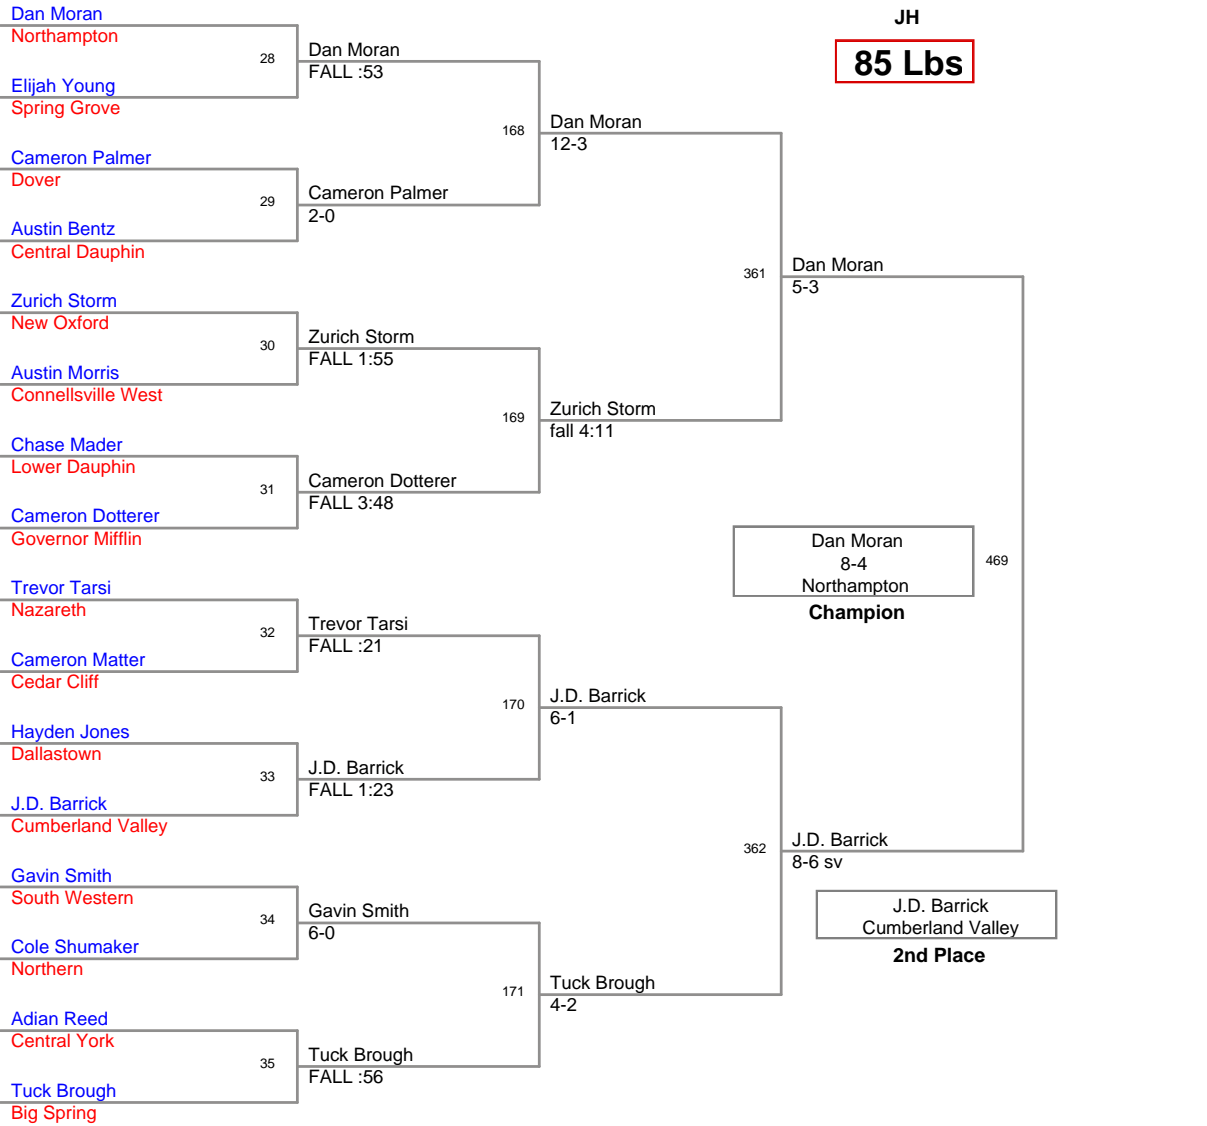 JH
85 Lbs
Dan Moran
Northampton
28
Elijah Young
Spring Grove
Cameron Palmer
Dover
29
Austin Bentz
Central Dauphin
Zurich Storm
New Oxford
30
Austin Morris
Connellsville West
Chase Mader
Lower Dauphin
31
Cameron Dotterer
Governor Mifflin
Trevor Tarsi
Nazareth
32
Cameron Matter
Cedar Cliff
Hayden Jones
Dallastown
33
J.D. Barrick
Cumberland Valley
Gavin Smith
South Western
34
Cole Shumaker
Northern
Adian Reed
Central York
35
Tuck Brough
Big Spring
Dan Moran
FALL :53
168
Cameron Palmer
2-0
Zurich Storm
FALL 1:55
169
Cameron Dotterer
FALL 3:48
Trevor Tarsi
FALL :21
170
J.D. Barrick
FALL 1:23
Gavin Smith
6-0
171
Tuck Brough
FALL :56
Dan Moran
12-3
361
Zurich Storm
fall 4:11
J.D. Barrick
6-1
362
Tuck Brough
4-2
Dan Moran
5-3
469
J.D. Barrick
8-6 sv
Dan Moran
8-4
Northampton
Champion
J.D. Barrick
Cumberland Valley
2nd Place